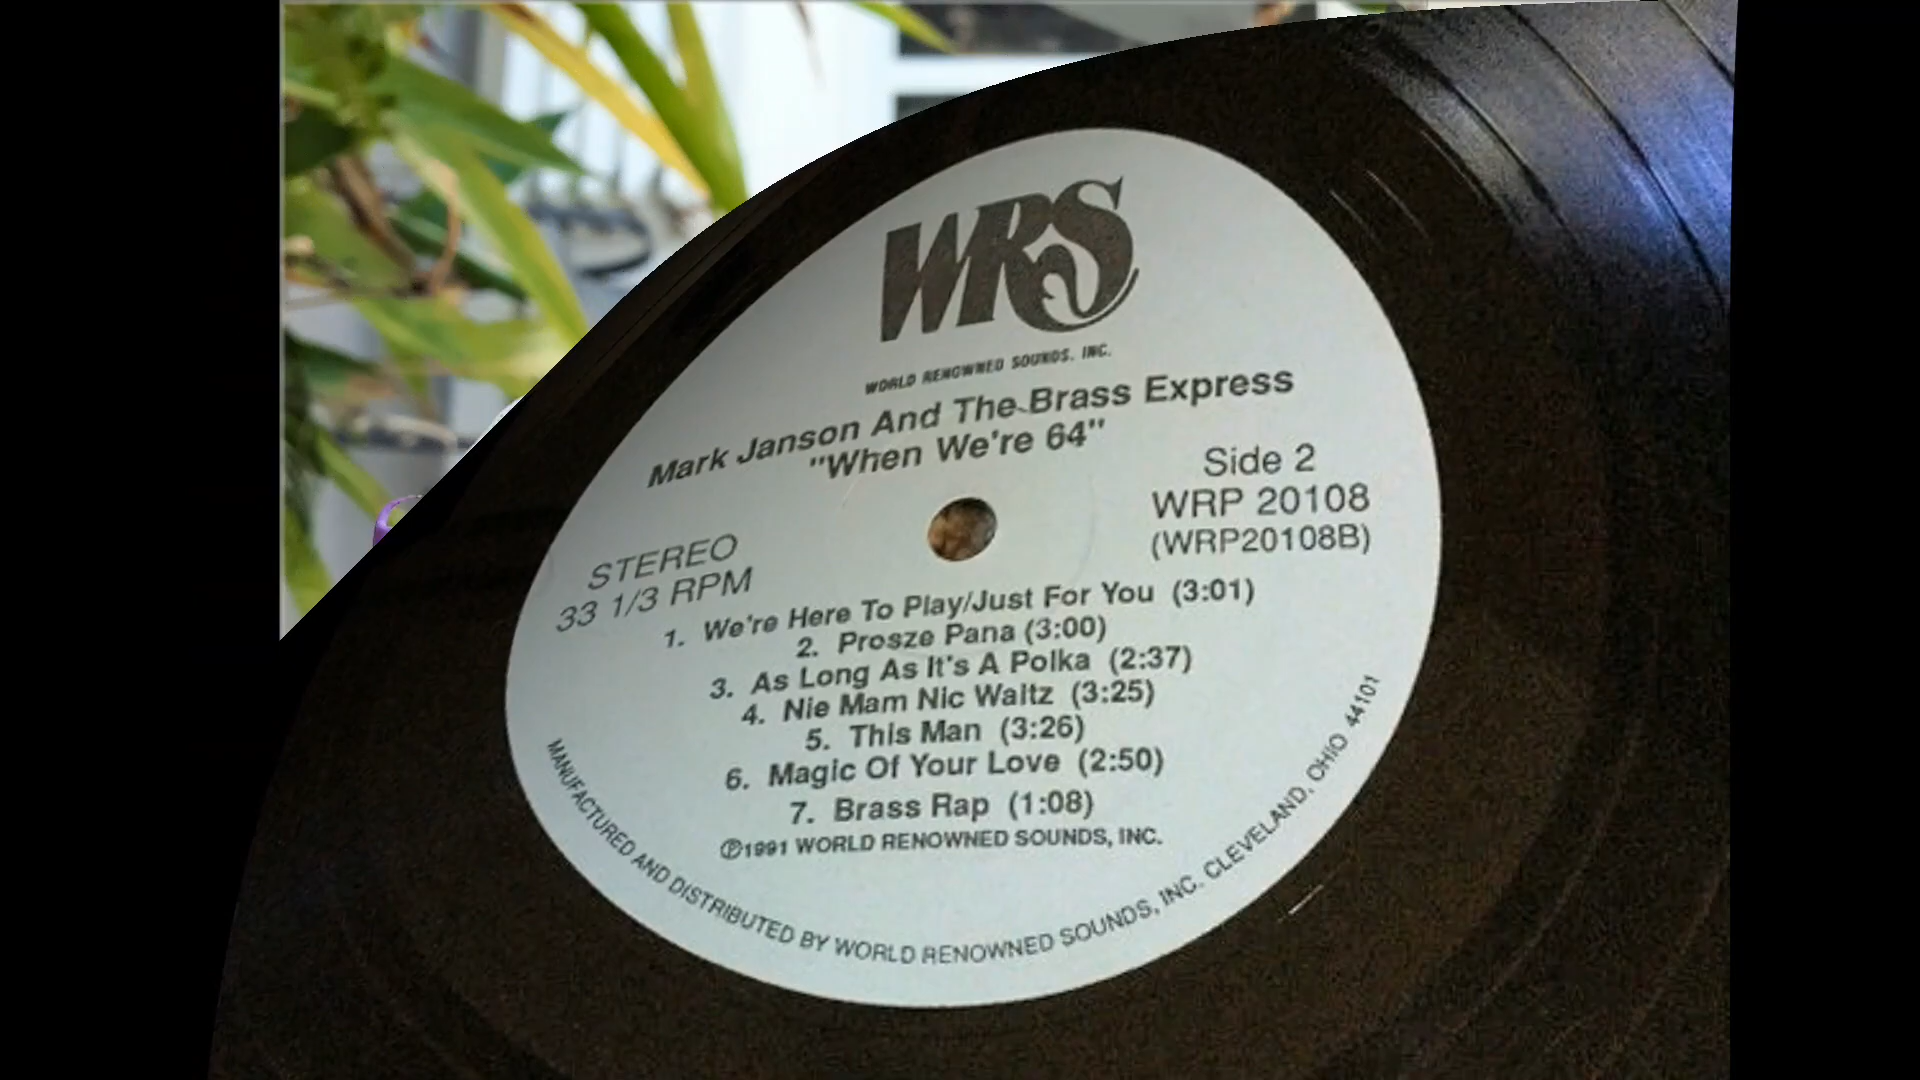 WRS
WORLD RENOWNED SOUNDS, INC.
Mark Janson And The Brass Express
"When We're 64"
Side 2
WRP 20108
(WRP20108B)
STEREO
33 1/3 RPM
1. We're Here To Play/Just For You (3:01)
2. Prosze Pana (3:00)
3. As Long As It's A Polka (2:37)
4. Nie Mam Nic Waltz (3:25)
5. This Man (3:26)
6. Magic Of Your Love (2:50)
7. Brass Rap (1:08)
Ⓟ1991 WORLD RENOWNED SOUNDS, INC.
MANUFACTURED AND DISTRIBUTED BY WORLD RENOWNED SOUNDS, INC. CLEVELAND, OHIO 44101